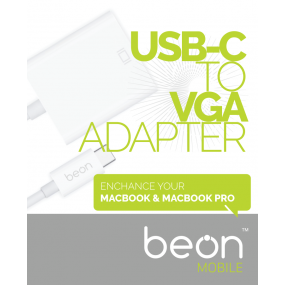 USB-C
TO
VGA
ADAPTER
beon
ENCHANCE YOUR
MACBOOK & MACBOOK PRO
beon™
MOBILE